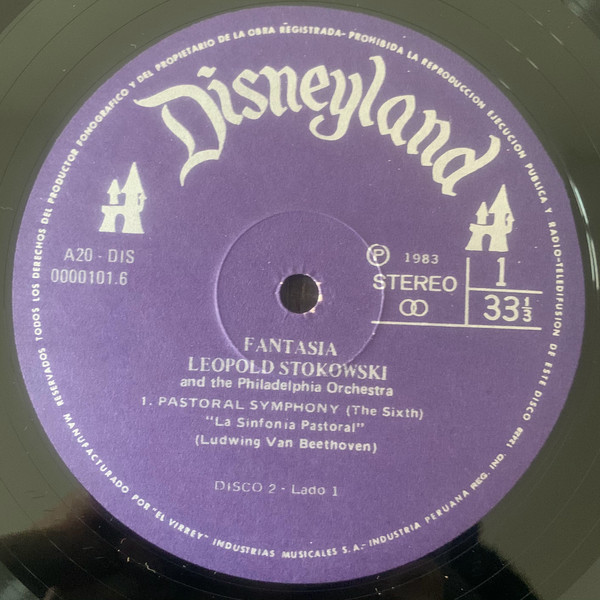 RESERVADOS TODOS LOS DERECHOS DEL PRODUCTOR FONOGRAFICO Y DEL PROPIETARIO DE LA OBRA REGISTRADA- PROHIBIDA LA REPRODUCCION EJECUCION PUBLICA Y RADIO-TELEDIFUSION DE ESTE DISCO
Disneyland
A20 - DIS
0000101.6
Ⓟ 1983
STEREO
1
33⅓
FANTASIA
LEOPOLD STOKOWSKI
and the Philadelphia Orchestra
1. PASTORAL SYMPHONY (The Sixth)
"La Sinfonia Pastoral"
(Ludwing Van Beethoven)
DISCO 2 - Lado 1
MANUFACTURADO POR "EL VIRREY" INDUSTRIAS MUSICALES S.A.- INDUSTRIA PERUANA REG. IND. 12469